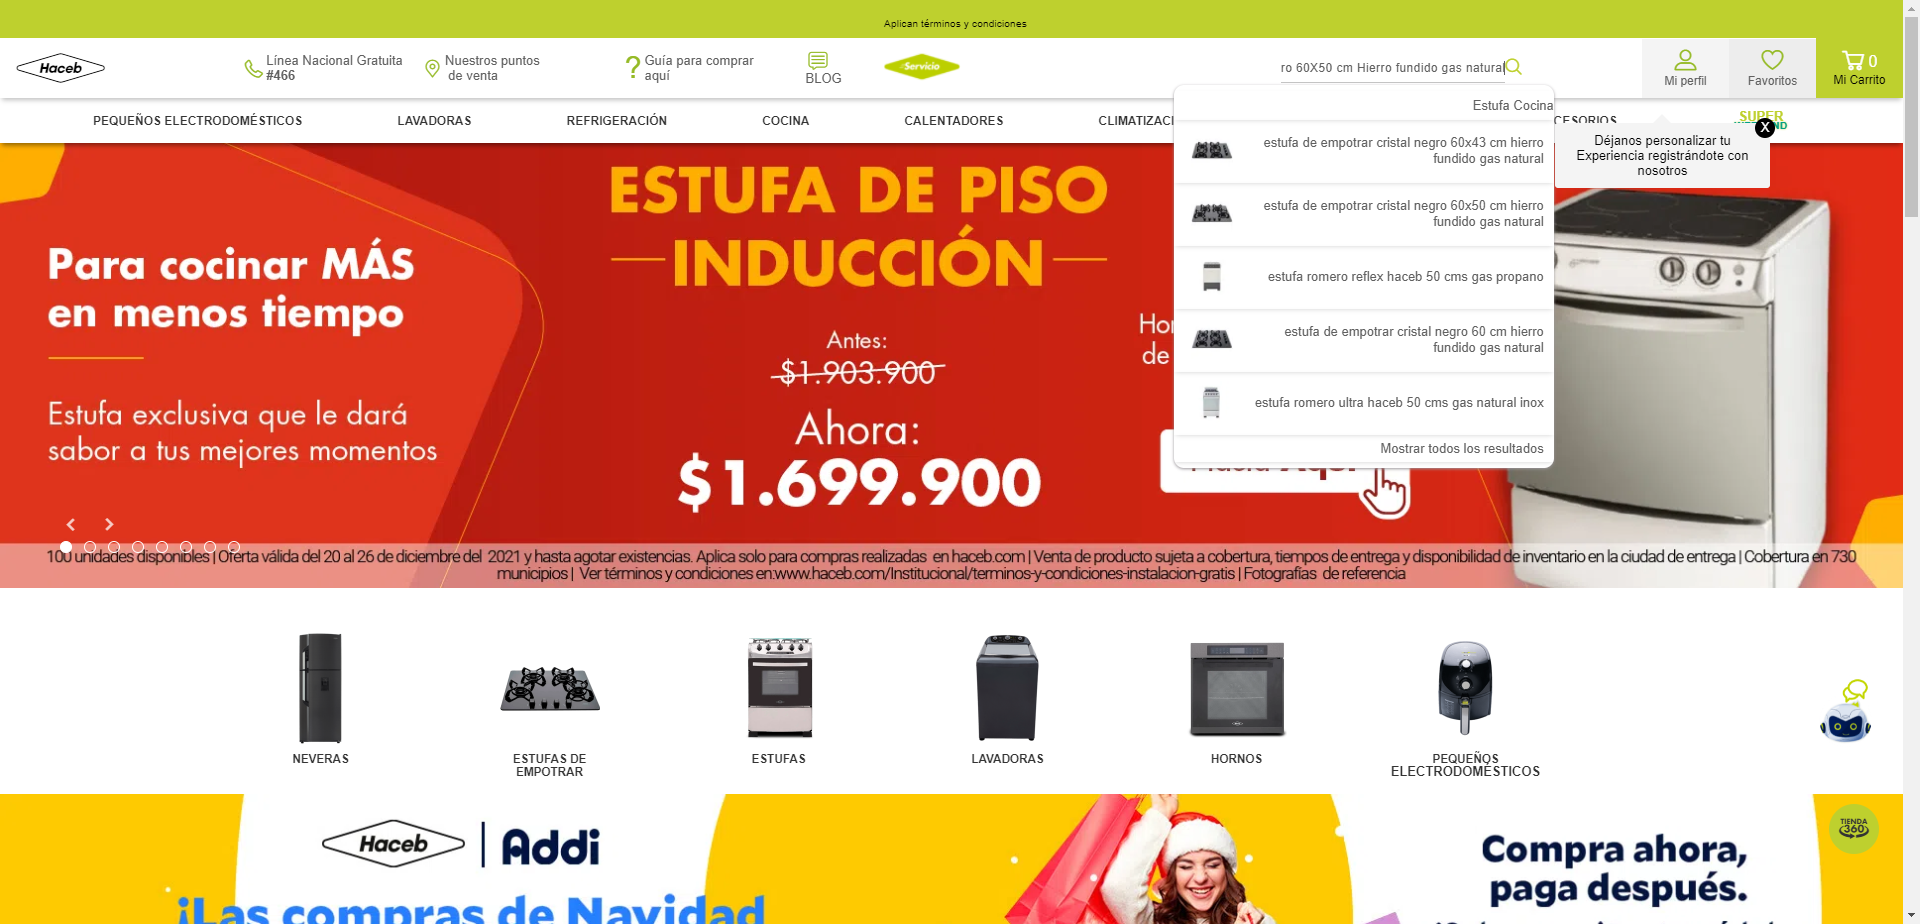 Aplican términos y condiciones
Haceb
Línea Nacional Gratuita
#466
Nuestros puntos
de venta
Guía para comprar
aquí
BLOG
Servicio
ro 60X50 cm Hierro fundido gas natural
Mi perfil
Favoritos
0
Mi Carrito
PEQUEÑOS ELECTRODOMÉSTICOS
LAVADORAS
REFRIGERACIÓN
COCINA
CALENTADORES
CLIMATIZACI
CESORIOS
SUPER
ND
Estufa Cocina
estufa de empotrar cristal negro 60x43 cm hierro
fundido gas natural
estufa de empotrar cristal negro 60x50 cm hierro
fundido gas natural
estufa romero reflex haceb 50 cms gas propano
estufa de empotrar cristal negro 60 cm hierro
fundido gas natural
estufa romero ultra haceb 50 cms gas natural inox
Mostrar todos los resultados
X
Déjanos personalizar tu
Experiencia registrándote con
nosotros
Para cocinar MÁS
en menos tiempo
Estufa exclusiva que le dará
sabor a tus mejores momentos
ESTUFA DE PISO
INDUCCIÓN
Antes:
$1.903.900
Ahora:
$1.699.900
Hor
de
100 unidades disponibles | Oferta válida del 20 al 26 de diciembre del 2021 y hasta agotar existencias. Aplica solo para compras realizadas en haceb.com | Venta de producto sujeta a cobertura, tiempos de entrega y disponibilidad de inventario en la ciudad de entrega | Cobertura en 730
municipios | Ver términos y condiciones en:www.haceb.com/Institucional/terminos-y-condiciones-instalacion-gratis | Fotografías de referencia
NEVERAS
ESTUFAS DE
EMPOTRAR
ESTUFAS
LAVADORAS
HORNOS
PEQUEÑOS
ELECTRODOMÉSTICOS
Haceb | Addi
¡Las compras de Navidad
Compra ahora,
paga después.
TIENDA
360